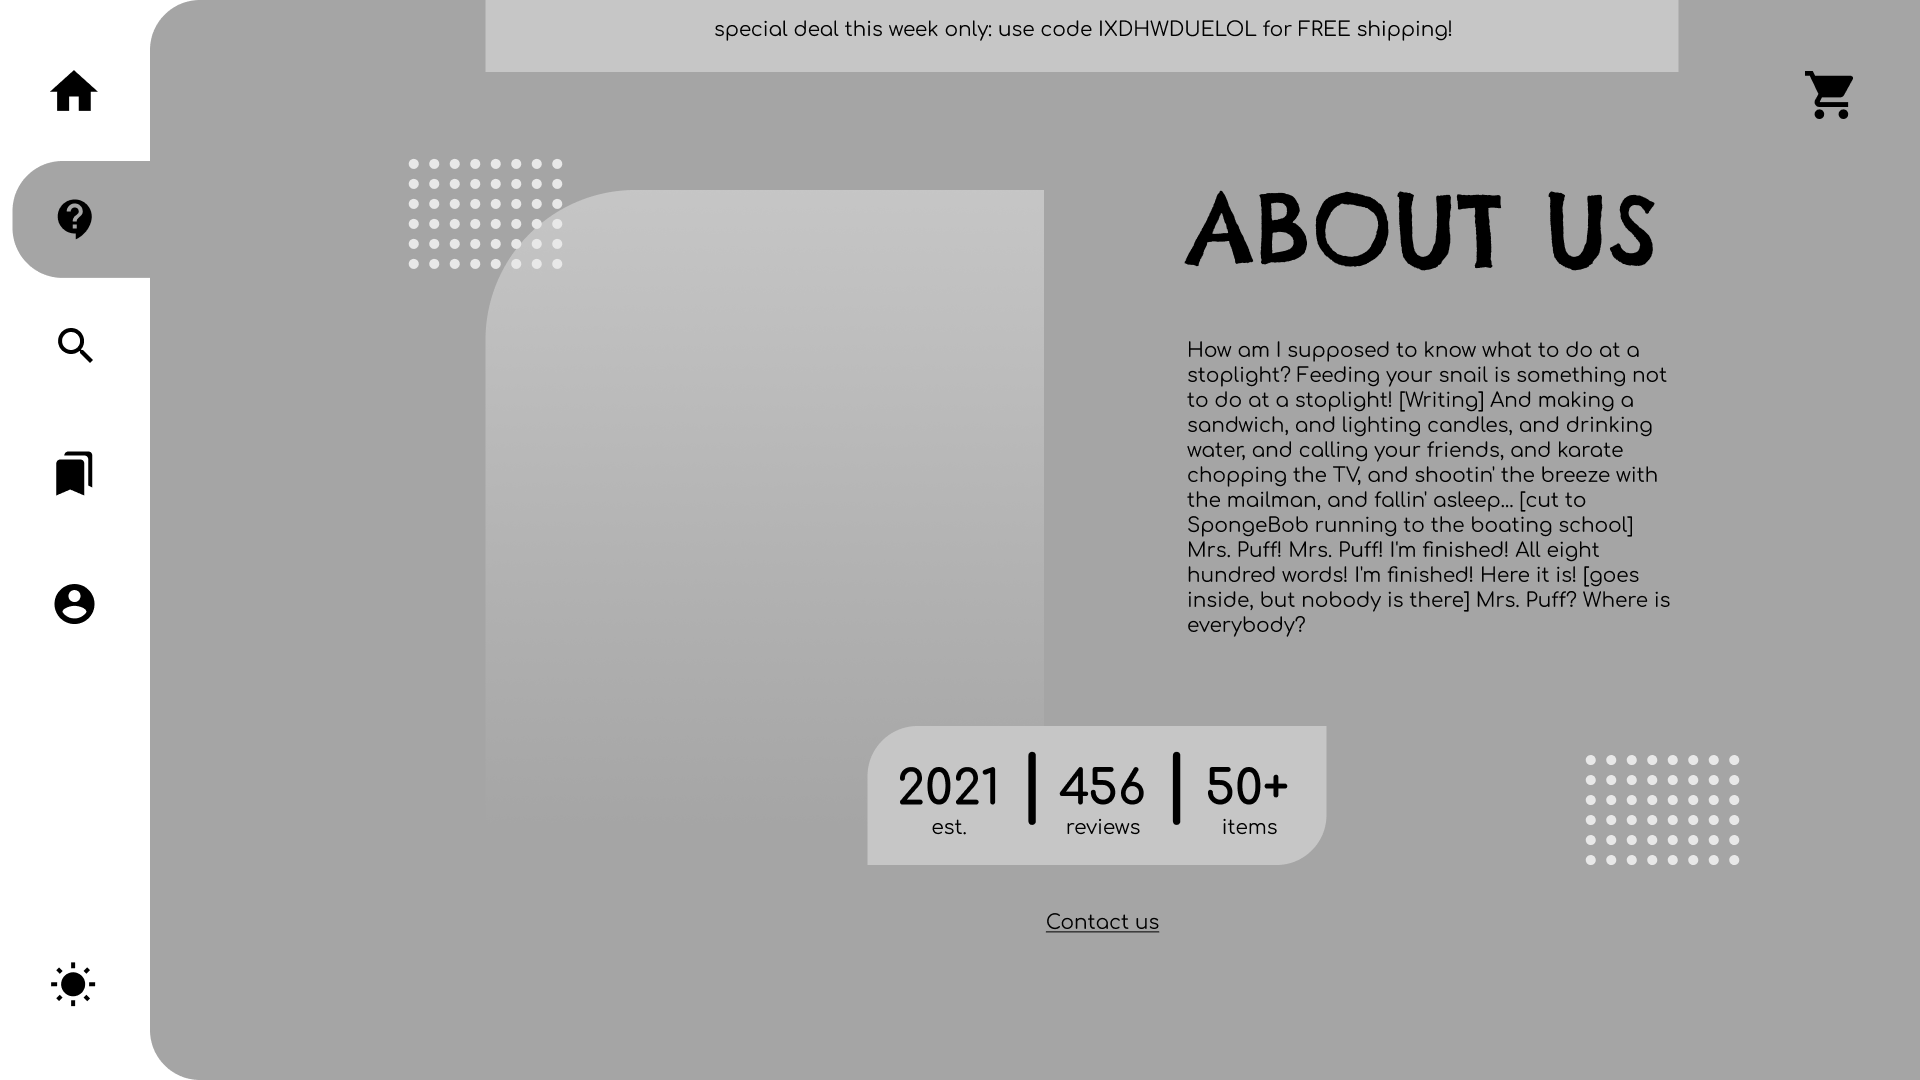 special deal this week only: use code IXDHWDUELOL for FREE shipping!
ABOUT US
How am I supposed to know what to do at a
stoplight? Feeding your snail is something not
to do at a stoplight! [Writing] And making a
sandwich, and lighting candles, and drinking
water, and calling your friends, and karate
chopping the TV, and shootin' the breeze with
the mailman, and fallin' asleep... [cut to
SpongeBob running to the boating school]
Mrs. Puff! Mrs. Puff! I'm finished! All eight
hundred words! I'm finished! Here it is! [goes
inside, but nobody is there] Mrs. Puff? Where is
everybody?
2021 456 50+
est. reviews items
Contact us